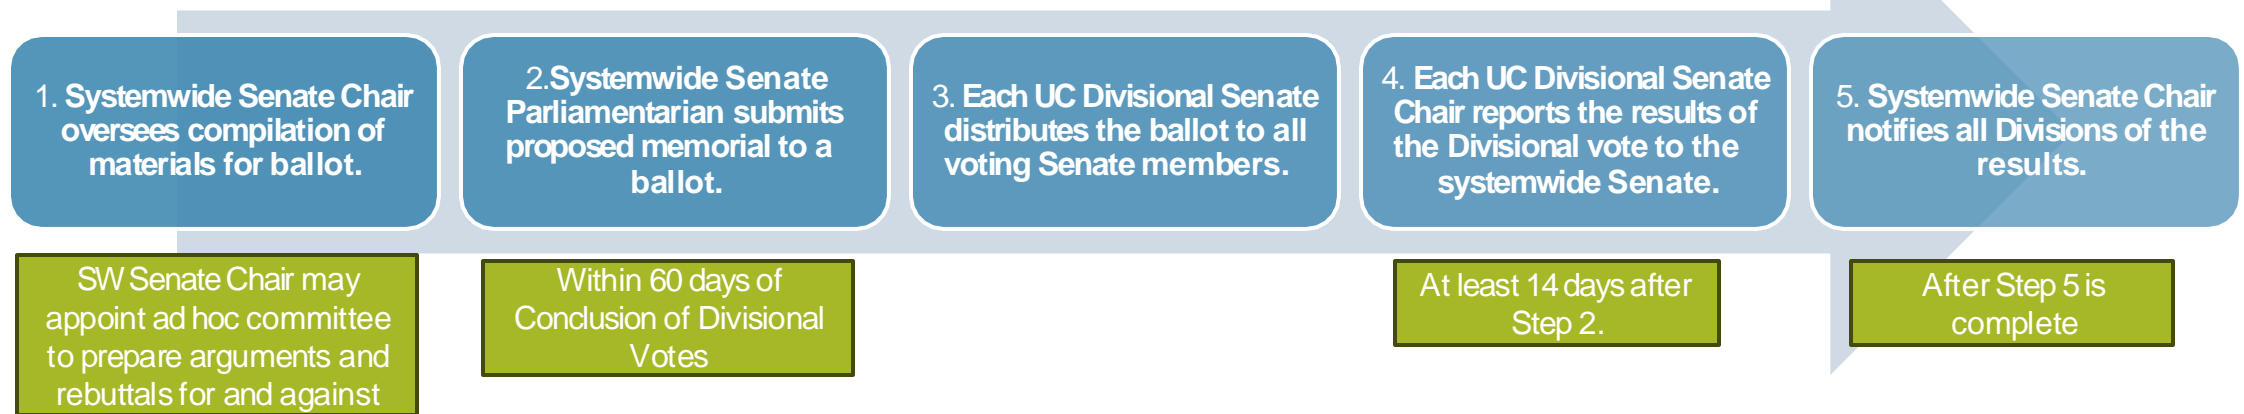 1. Systemwide Senate Chair
oversees compilation of
materials for ballot.
2.Systemwide Senate
Parliamentarian submits
proposed memorial to a
ballot.
3. Each UC Divisional Senate
distributes the ballot to all
voting Senate members.
4. Each UC Divisional Senate
Chair reports the results of
the Divisional vote to the
systemwide Senate.
5. Systemwide Senate Chair
notifies all Divisions of the
results.
SW Senate Chair may
appoint ad hoc committee
to prepare arguments and
rebuttals for and against
Within 60 days of
Conclusion of Divisional
Votes
At least 14 days after
Step 2.
After Step 5 is
complete